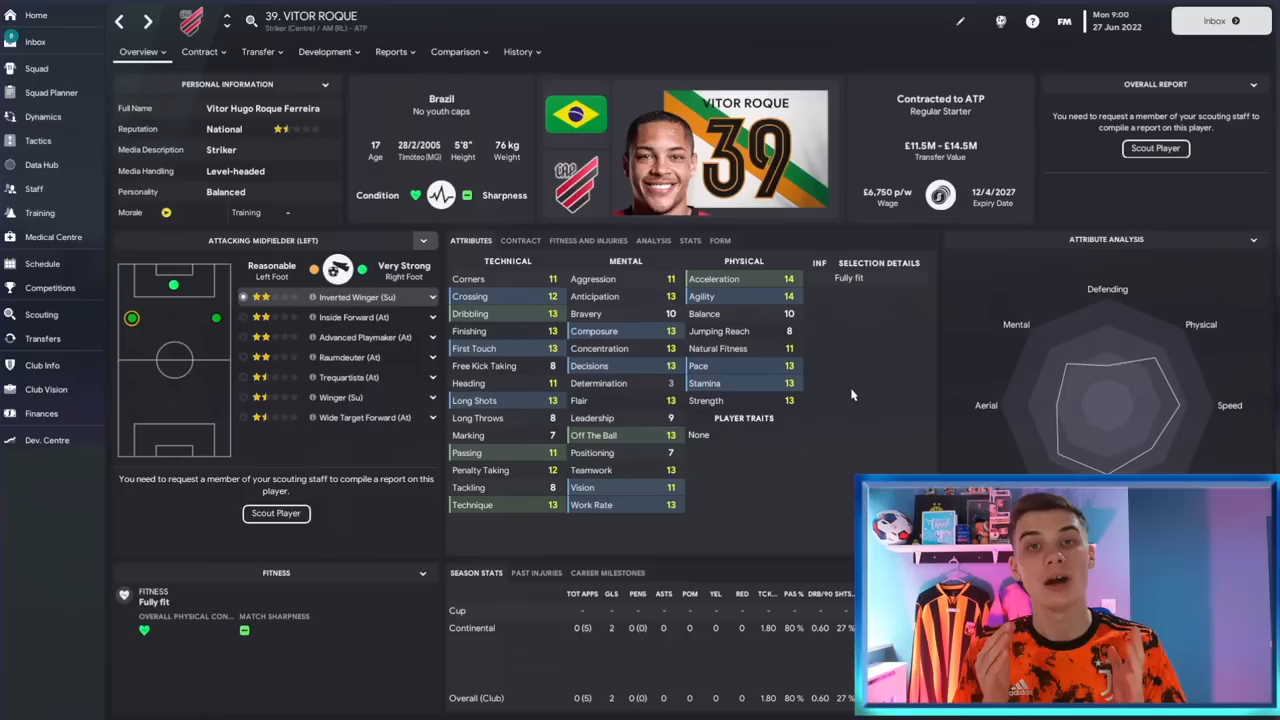 Home
Inbox
Squad
Squad Planner
Dynamics
Tactics
Data Hub
Staff
Training
Medical Centre
Schedule
Competitions
Scouting
Transfers
Club Info
Club Vision
Finances
Dev. Centre
39. VITOR ROQUE
Striker (Centre) / AM (RL) - ATP
FM
Mon 9:00
27 Jun 2022
Inbox
Overview
Contract
Transfer
Development
Reports
Comparison
History
PERSONAL INFORMATION
Full Name Vitor Hugo Roque Ferreira
Reputation National
Media Description Striker
Media Handling Level-headed
Personality Balanced
Morale Training -
Brazil
No youth caps
17 28/2/2005 5'8" 76 kg
Age Timóteo (MG) Height Weight
Condition Sharpness
CAP
VITOR ROQUE
39
Contracted to ATP
Regular Starter
£11.5M - £14.5M
Transfer Value
£6,750 p/w 12/4/2027
Wage Expiry Date
OVERALL REPORT
You need to request a member of your scouting staff to
compile a report on this player.
Scout Player
ATTACKING MIDFIELDER (LEFT)
Reasonable Very Strong
Left Foot Right Foot
Inverted Winger (Su)
Inside Forward (At)
Advanced Playmaker (At)
Raumdeuter (At)
Trequartista (At)
Winger (Su)
Wide Target Forward (At)
You need to request a member of your scouting staff to compile a report on this
player.
Scout Player
ATTRIBUTES CONTRACT FITNESS AND INJURIES ANALYSIS STATS FORM
TECHNICAL
Corners 11
Crossing 12
Dribbling 13
Finishing 13
First Touch 13
Free Kick Taking 8
Heading 11
Long Shots 13
Long Throws 8
Marking 7
Passing 11
Penalty Taking 12
Tackling 8
Technique 13
MENTAL
Aggression 11
Anticipation 13
Bravery 10
Composure 13
Concentration 13
Decisions 13
Determination 3
Flair 13
Leadership 9
Off The Ball 13
Positioning 7
Teamwork 13
Vision 11
Work Rate 13
PHYSICAL
Acceleration 14
Agility 14
Balance 10
Jumping Reach 8
Natural Fitness 11
Pace 13
Stamina 13
Strength 13
PLAYER TRAITS
None
INF SELECTION DETAILS
Fully fit
ATTRIBUTE ANALYSIS
Defending
Mental Physical
Aerial Speed
FITNESS
FITNESS
Fully fit
OVERALL PHYSICAL CON... MATCH SHARPNESS
SEASON STATS PAST INJURIES CAREER MILESTONES
TOT APPS GLS PENS ASTS POM YEL RED TCK... PAS % DRB/90 SHTS...
Cup - - - - - - - - - - -
Continental 0 (5) 2 0 (0) 0 0 0 0 1.80 80 % 0.60 27 %
Overall (Club) 0 (5) 2 0 (0) 0 0 0 0 1.80 80 % 0.60 27 %